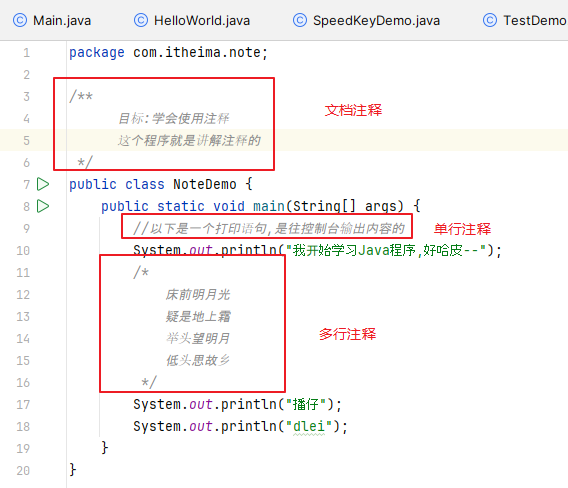 Main.java HelloWorld.java SpeedKeyDemo.java TestDemo
1 package com.itheima.note;
2
3 /**
4 目标:学会使用注释
文档注释
5 这个程序就是讲解注释的
6 */
7 public class NoteDemo {
8 public static void main(String[] args) {
9 //以下是一个打印语句,是往控制台输出内容的 单行注释
10 System.out.println("我开始学习Java程序,好哈皮--");
11 /*
12 床前明月光
13 疑是地上霜
14 举头望明月 多行注释
15 低头思故乡
16 */
17 System.out.println("播仔");
18 System.out.println("dlei");
19 }
20 }